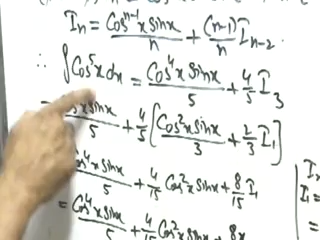 Iₙ = Cosⁿ⁻¹x sinx / n + (n-1)/n Iₙ₋₂
∴ ∫Cos⁵x dx = Cos⁴x sinx / 5 + 4/5 I₃
= x sinx / 5 + 4/5 [Cos²x sinx / 3 + 2/3 I₁]
Cos⁴x sinx / 5 + 4/15 Cos²x sinx + 8/15 I₁
= Cos⁴x sinx / 5 + 4/15 Cos²x sinx + 8x
I₁ =